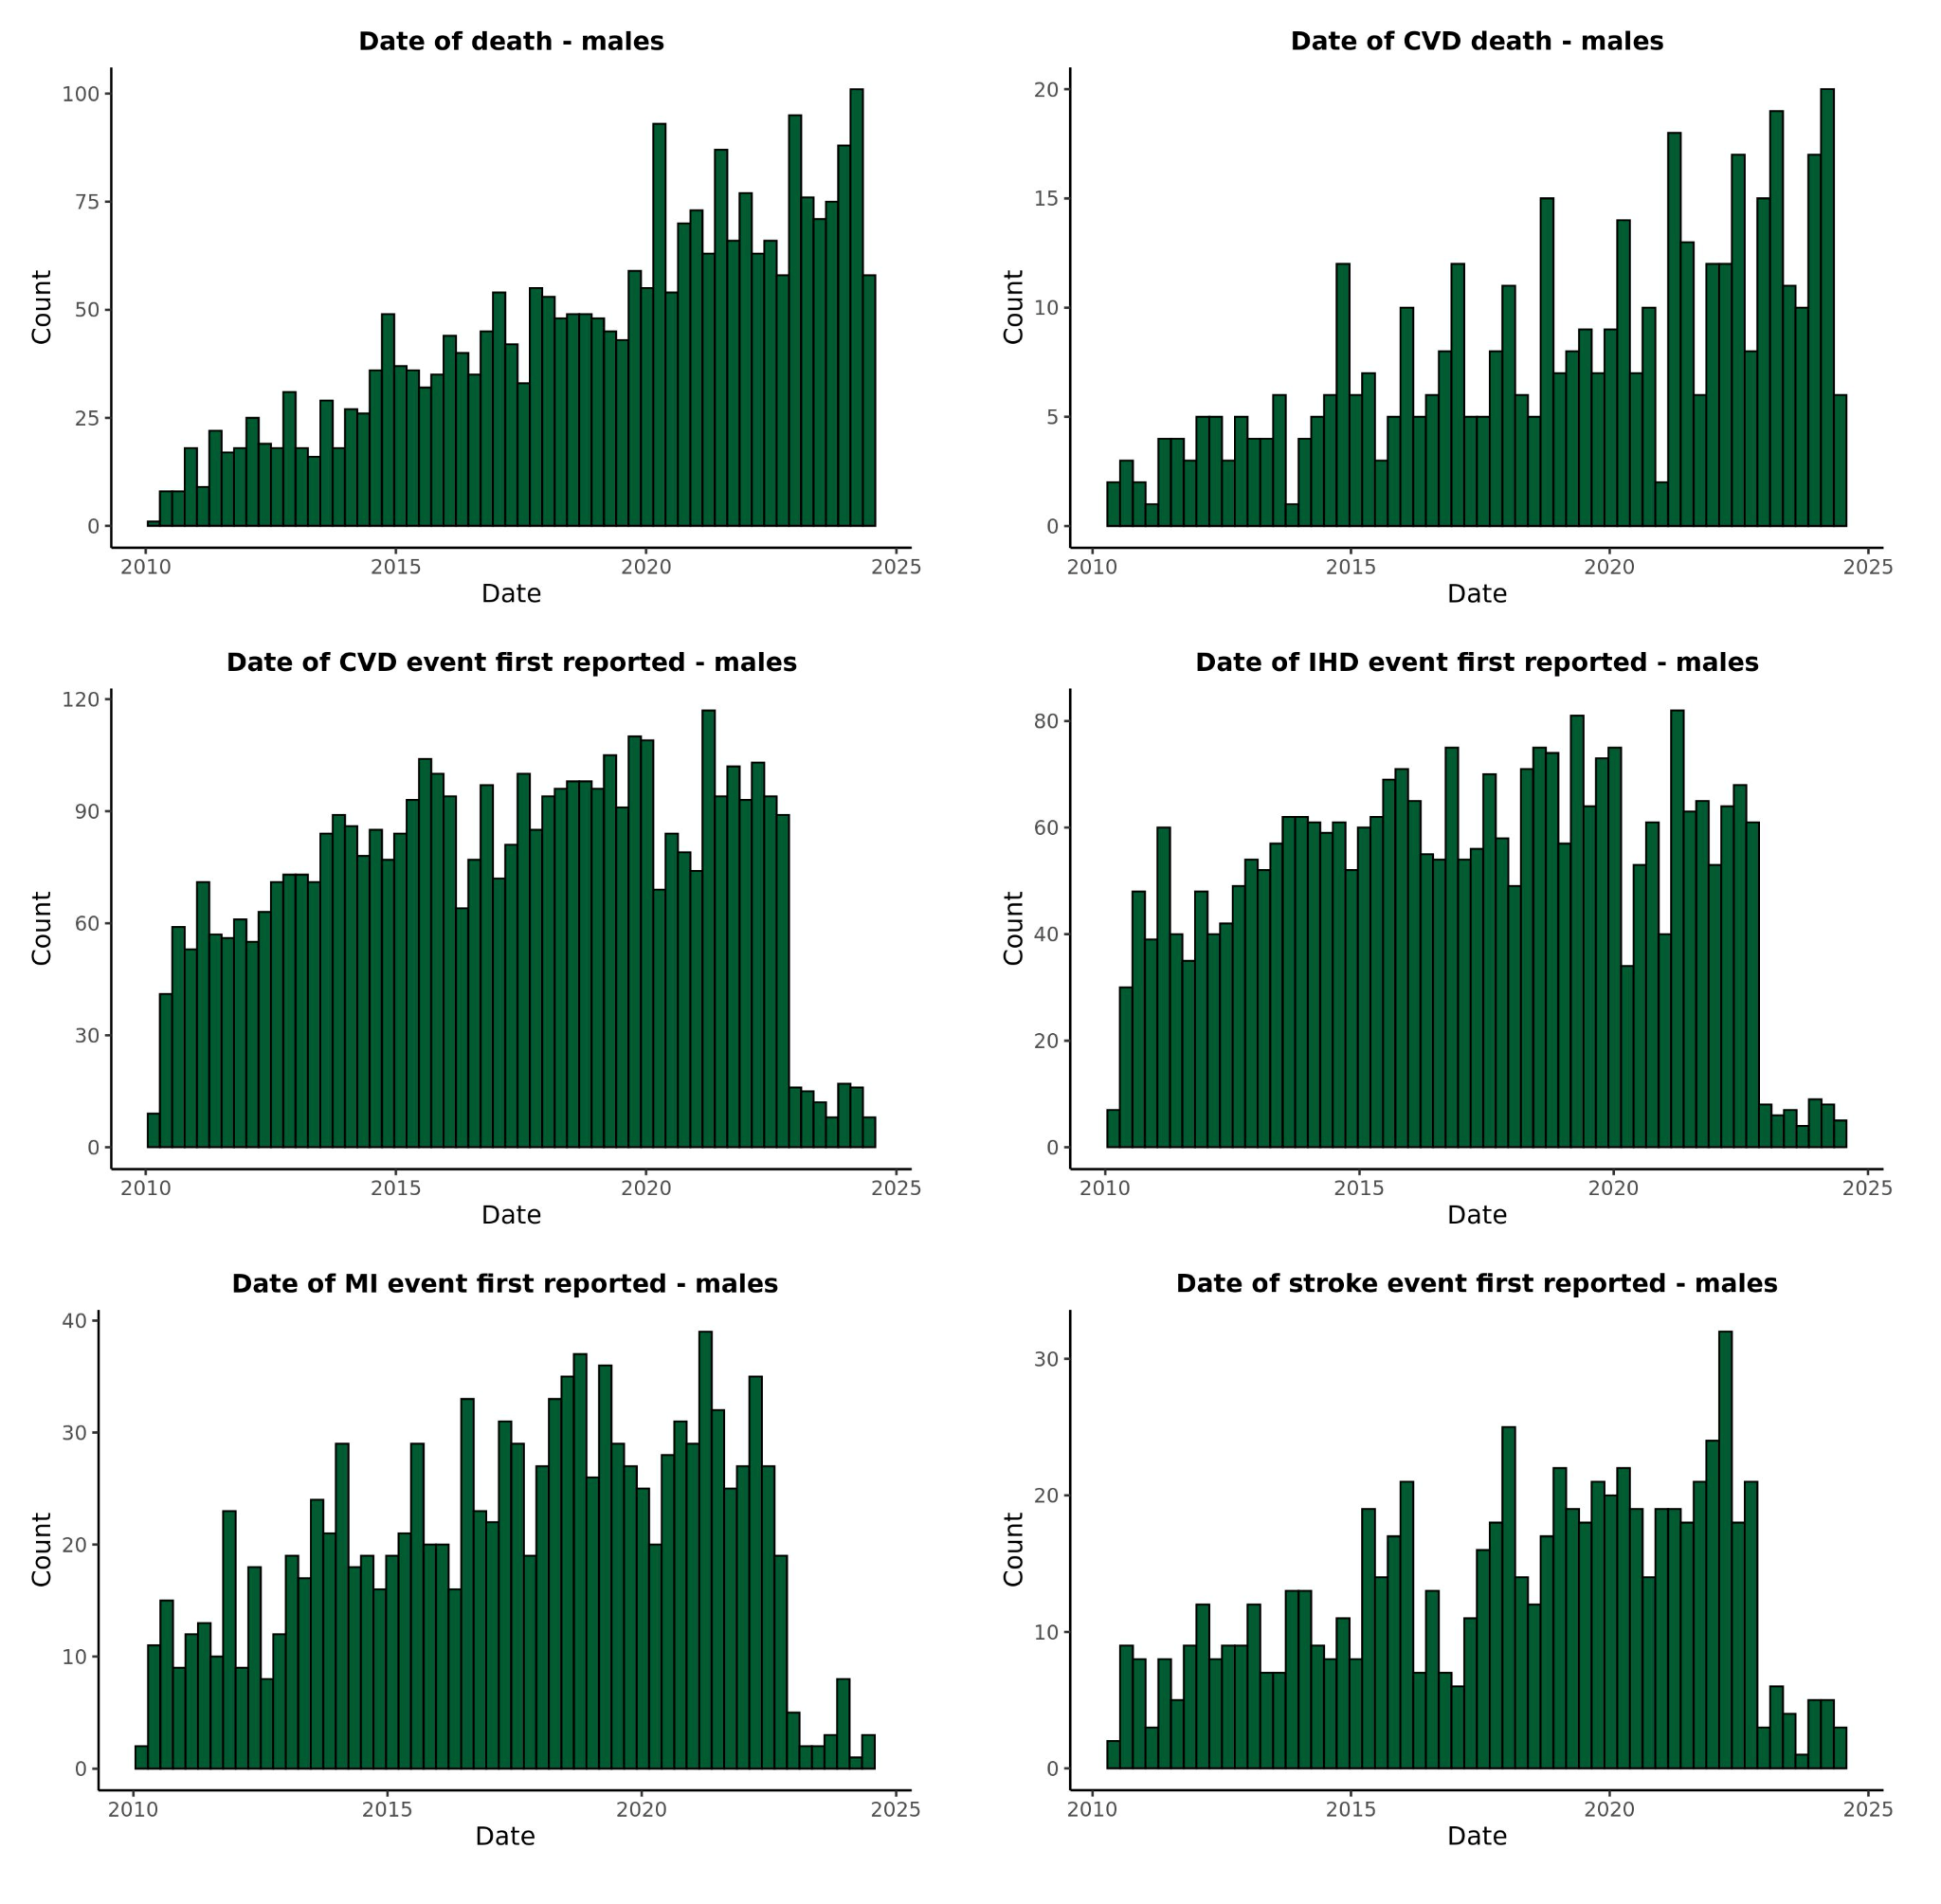 Date of death - males
100
75
50
25
0
Count
2010 2015 2020 2025
Date
Date of CVD death - males
20
15
10
5
0
Count
2010 2015 2020 2025
Date
Date of CVD event first reported - males
120
90
60
30
0
Count
2010 2015 2020 2025
Date
Date of IHD event first reported - males
80
60
40
20
0
Count
2010 2015 2020 2025
Date
Date of MI event first reported - males
40
30
20
10
0
Count
2010 2015 2020 2025
Date
Date of stroke event first reported - males
30
20
10
0
Count
2010 2015 2020 2025
Date